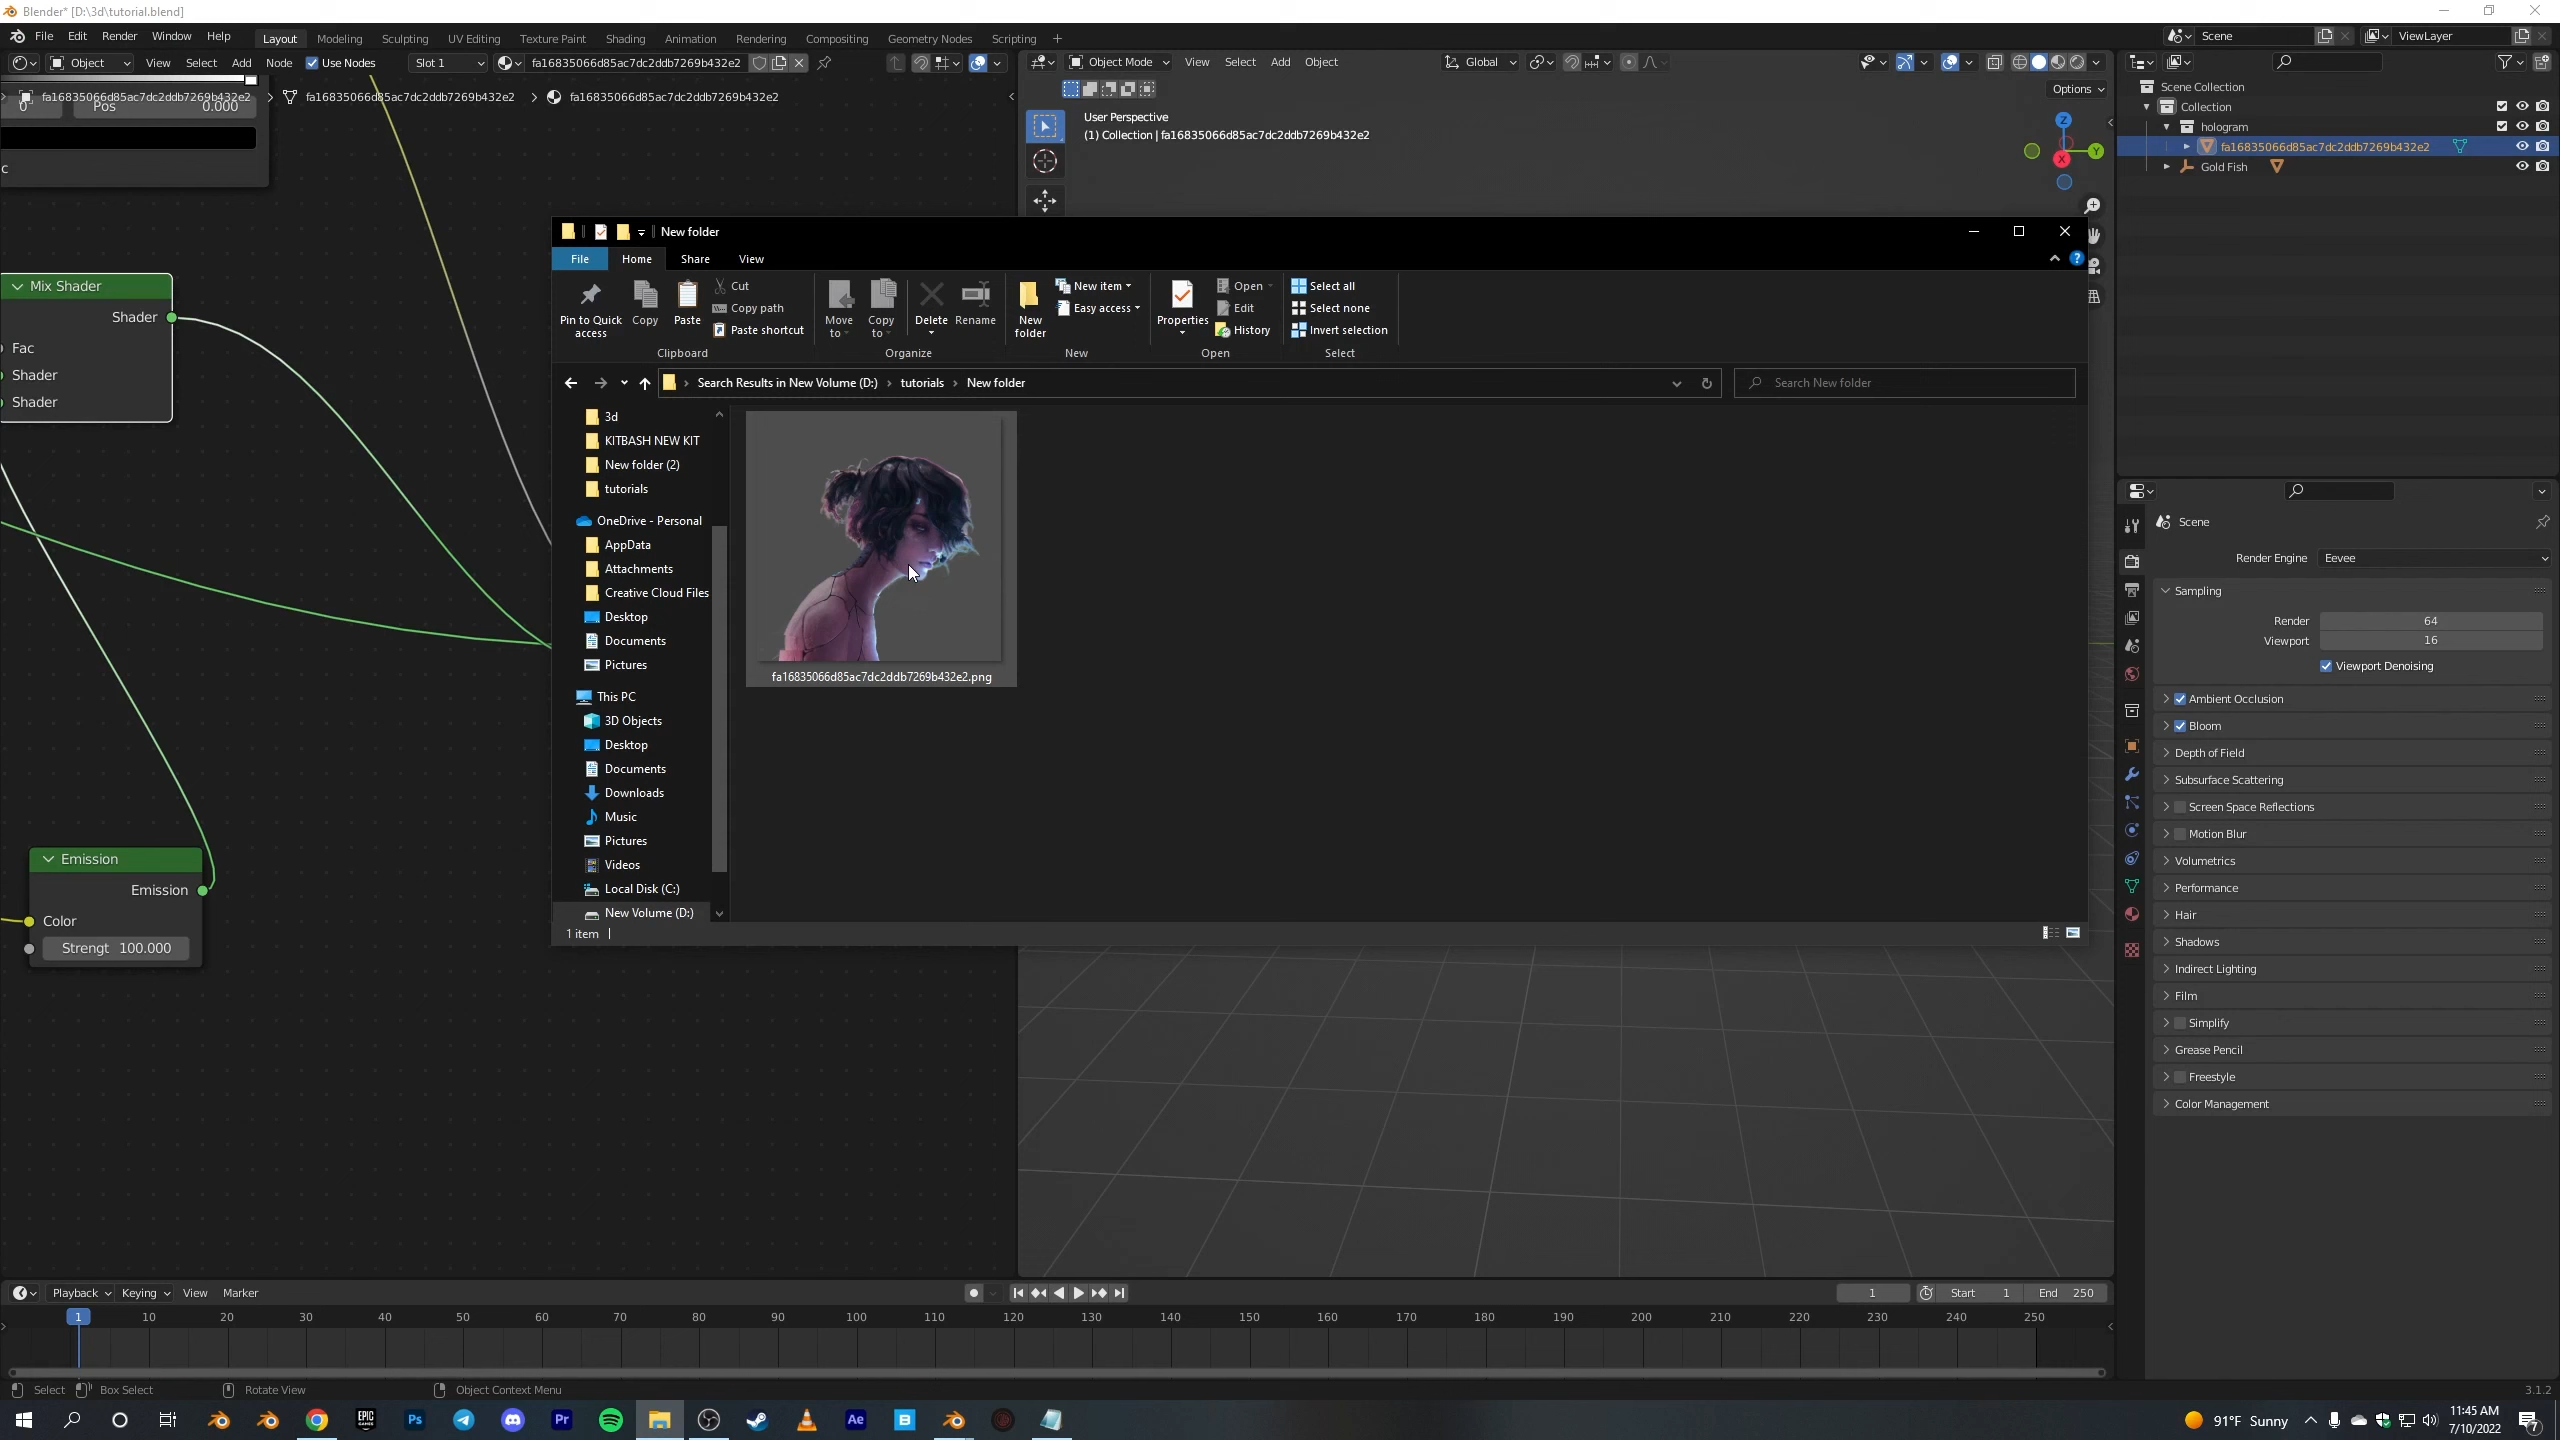 Blender* [D:\3d\tutorial.blend]
File Edit Render Window Help Layout Modeling Sculpting UV Editing Texture Paint Shading Animation Rendering Compositing Geometry Nodes Scripting + Scene ViewLayer
Object View Select Add Node Use Nodes Slot 1 fa16835066d85ac7dc2ddb7269b432e2
Object Mode View Select Add Object Global
fa16835066d85ac7dc2ddb7269b432e2 > fa16835066d85ac7dc2ddb7269b432e2 > fa16835066d85ac7dc2ddb7269b432e2
0 Pos 0.000
Options
User Perspective
(1) Collection | fa16835066d85ac7dc2ddb7269b432e2
Z
Y
X
Scene Collection
Collection
hologram
fa16835066d85ac7dc2ddb7269b432e2
Gold Fish
c
Mix Shader
Shader
Fac
Shader
Shader
Emission
Emission
Color
Strengt 100.000
New folder
File Home Share View
Pin to Quick access
Copy
Paste
Cut
Copy path
Paste shortcut
Clipboard
Move to
Copy to
Delete
Rename
Organize
New folder
New item
Easy access
New
Properties
Open
Edit
History
Open
Select all
Select none
Invert selection
Select
Search Results in New Volume (D:) > tutorials > New folder
Search New folder
3d
KITBASH NEW KIT
New folder (2)
tutorials
OneDrive - Personal
AppData
Attachments
Creative Cloud Files
Desktop
Documents
Pictures
This PC
3D Objects
Desktop
Documents
Downloads
Music
Pictures
Videos
Local Disk (C:)
New Volume (D:)
fa16835066d85ac7dc2ddb7269b432e2.png
1 item
Scene
Render Engine Eevee
Sampling
Render 64
Viewport 16
Viewport Denoising
Ambient Occlusion
Bloom
Depth of Field
Subsurface Scattering
Screen Space Reflections
Motion Blur
Volumetrics
Performance
Hair
Shadows
Indirect Lighting
Film
Simplify
Grease Pencil
Freestyle
Color Management
Playback Keying View Marker
1 Start 1 End 250
1 10 20 30 40 50 60 70 80 90 100 110 120 130 140 150 160 170 180 190 200 210 220 230 240 250
Select Box Select Rotate View Object Context Menu
3.1.2
EPIC GAMES Ps Pr Ae B
91°F Sunny
11:45 AM
7/10/2022
7